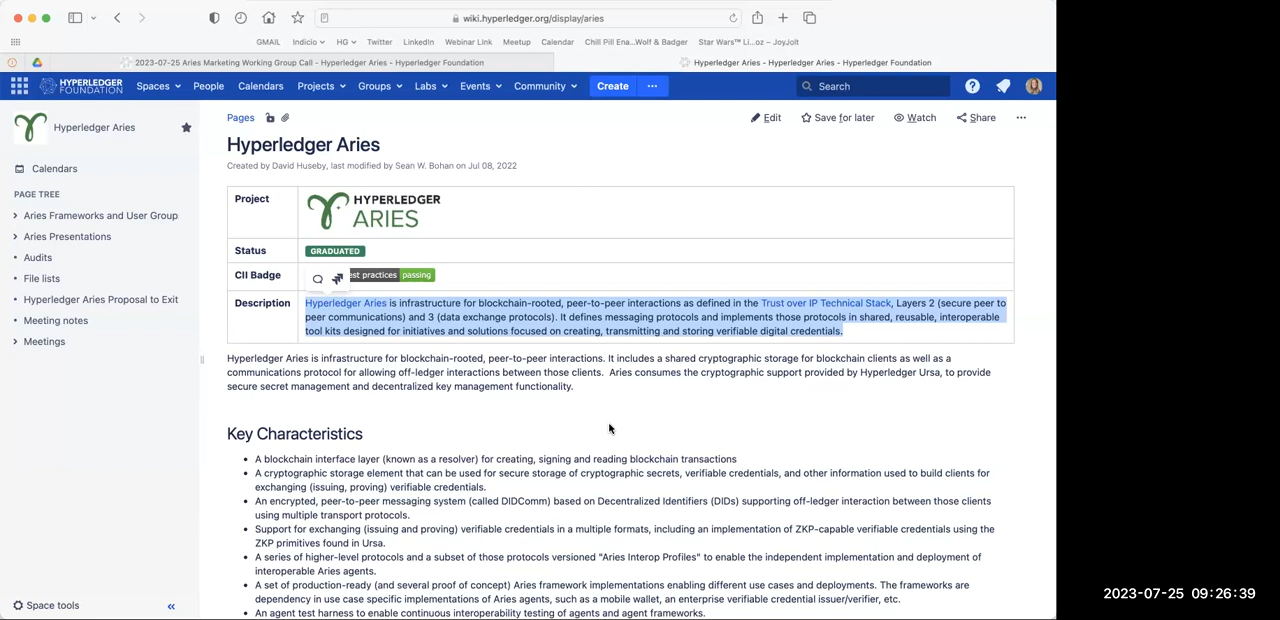 wiki.hyperledger.org/display/aries
GMAIL Indicio HG Twitter LinkedIn Webinar Link Meetup Calendar Chill Pill Ena...Wolf & Badger Star Wars™ Li...oz – JoyJolt
2023-07-25 Aries Marketing Working Group Call - Hyperledger Aries - Hyperledger Foundation
Hyperledger Aries - Hyperledger Aries - Hyperledger Foundation
HYPERLEDGER FOUNDATION Spaces People Calendars Projects Groups Labs Events Community Create ... Search
Hyperledger Aries
Calendars
PAGE TREE
Aries Frameworks and User Group
Aries Presentations
Audits
File lists
Hyperledger Aries Proposal to Exit
Meeting notes
Meetings
Space tools
Pages
Edit Save for later Watch Share ...
Hyperledger Aries
Created by David Huseby, last modified by Sean W. Bohan on Jul 08, 2022
Project HYPERLEDGER
ARIES
Status GRADUATED
CII Badge est practices passing
Description Hyperledger Aries is infrastructure for blockchain-rooted, peer-to-peer interactions as defined in the Trust over IP Technical Stack, Layers 2 (secure peer to
peer communications) and 3 (data exchange protocols). It defines messaging protocols and implements those protocols in shared, reusable, interoperable
tool kits designed for initiatives and solutions focused on creating, transmitting and storing verifiable digital credentials.
Hyperledger Aries is infrastructure for blockchain-rooted, peer-to-peer interactions. It includes a shared cryptographic storage for blockchain clients as well as a
communications protocol for allowing off-ledger interactions between those clients. Aries consumes the cryptographic support provided by Hyperledger Ursa, to provide
secure secret management and decentralized key management functionality.
Key Characteristics
• A blockchain interface layer (known as a resolver) for creating, signing and reading blockchain transactions
• A cryptographic storage element that can be used for secure storage of cryptographic secrets, verifiable credentials, and other information used to build clients for
exchanging (issuing, proving) verifiable credentials.
• An encrypted, peer-to-peer messaging system (called DIDComm) based on Decentralized Identifiers (DIDs) supporting off-ledger interaction between those clients
using multiple transport protocols.
• Support for exchanging (issuing and proving) verifiable credentials in a multiple formats, including an implementation of ZKP-capable verifiable credentials using the
ZKP primitives found in Ursa.
• A series of higher-level protocols and a subset of those protocols versioned "Aries Interop Profiles" to enable the independent implementation and deployment of
interoperable Aries agents.
• A set of production-ready (and several proof of concept) Aries framework implementations enabling different use cases and deployments. The frameworks are
dependency in use case specific implementations of Aries agents, such as a mobile wallet, an enterprise verifiable credential issuer/verifier, etc.
• An agent test harness to enable continuous interoperability testing of agents and agent frameworks.
2023-07-25 09:26:39